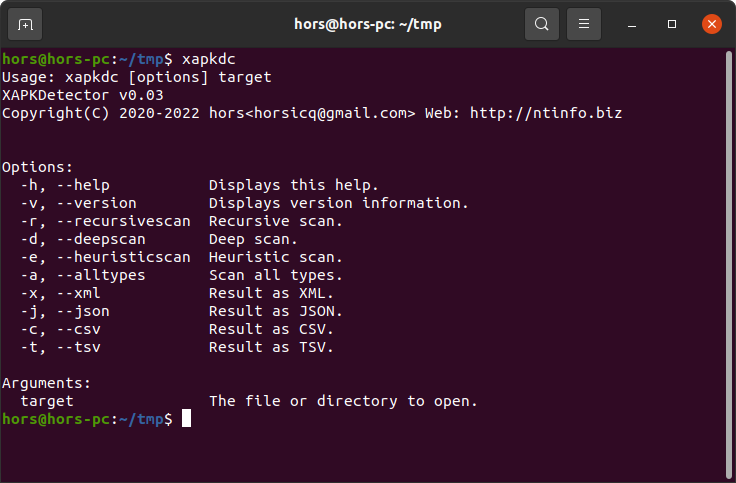 hors@hors-pc: ~/tmp
hors@hors-pc:~/tmp$ xapkdc
Usage: xapkdc [options] target
XAPKDetector v0.03
Copyright(C) 2020-2022 hors<horsicq@gmail.com> Web: http://ntinfo.biz
Options:
-h, --help Displays this help.
-v, --version Displays version information.
-r, --recursivescan Recursive scan.
-d, --deepscan Deep scan.
-e, --heuristicscan Heuristic scan.
-a, --alltypes Scan all types.
-x, --xml Result as XML.
-j, --json Result as JSON.
-c, --csv Result as CSV.
-t, --tsv Result as TSV.
Arguments:
target The file or directory to open.
hors@hors-pc:~/tmp$